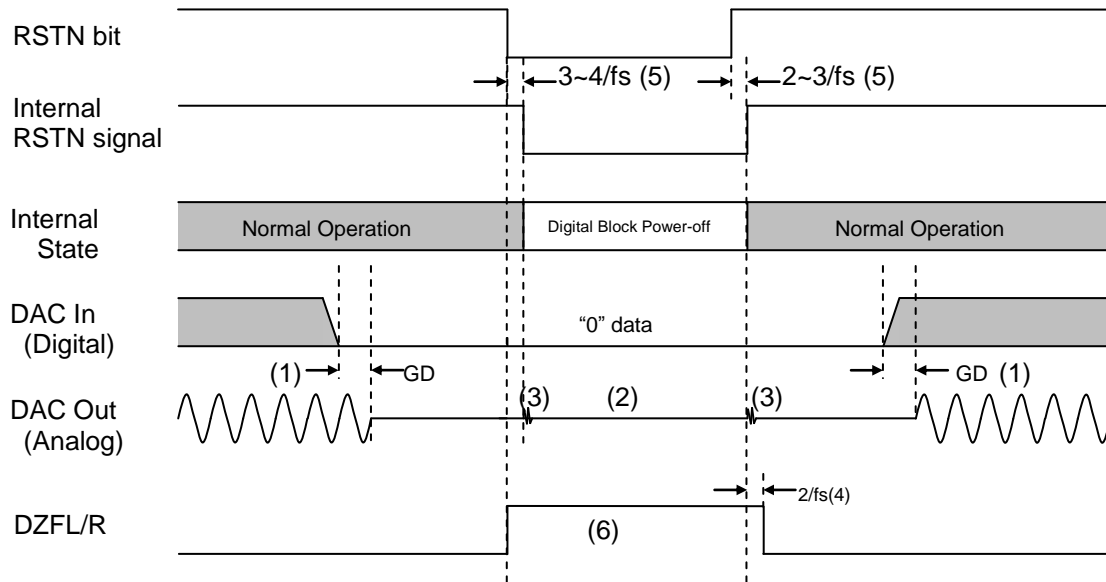 RSTN bit
3~4/fs (5)
2~3/fs (5)
Internal
RSTN signal
Internal
State
Normal Operation
Digital Block Power-off
Normal Operation
DAC In
(Digital)
“0” data
(1)
GD
GD
(1)
DAC Out
(Analog)
(3)
(2)
(3)
2/fs(4)
DZFL/R
(6)